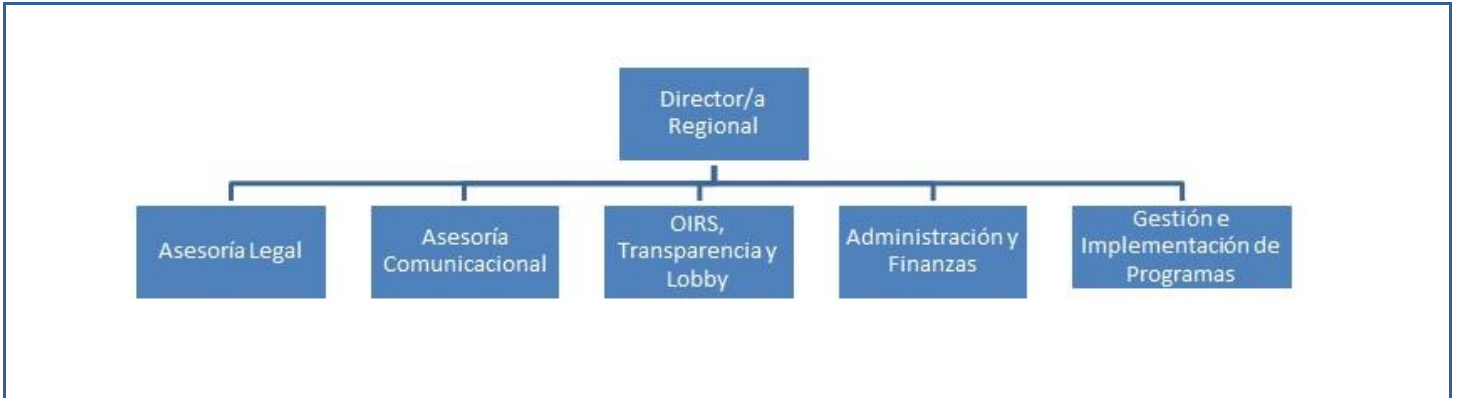 Director/a
Regional
Asesoría Legal
Asesoría
Comunicacional
OIRS,
Transparencia y
Lobby
Administración y
Finanzas
Gestión e
Implementación de
Programas